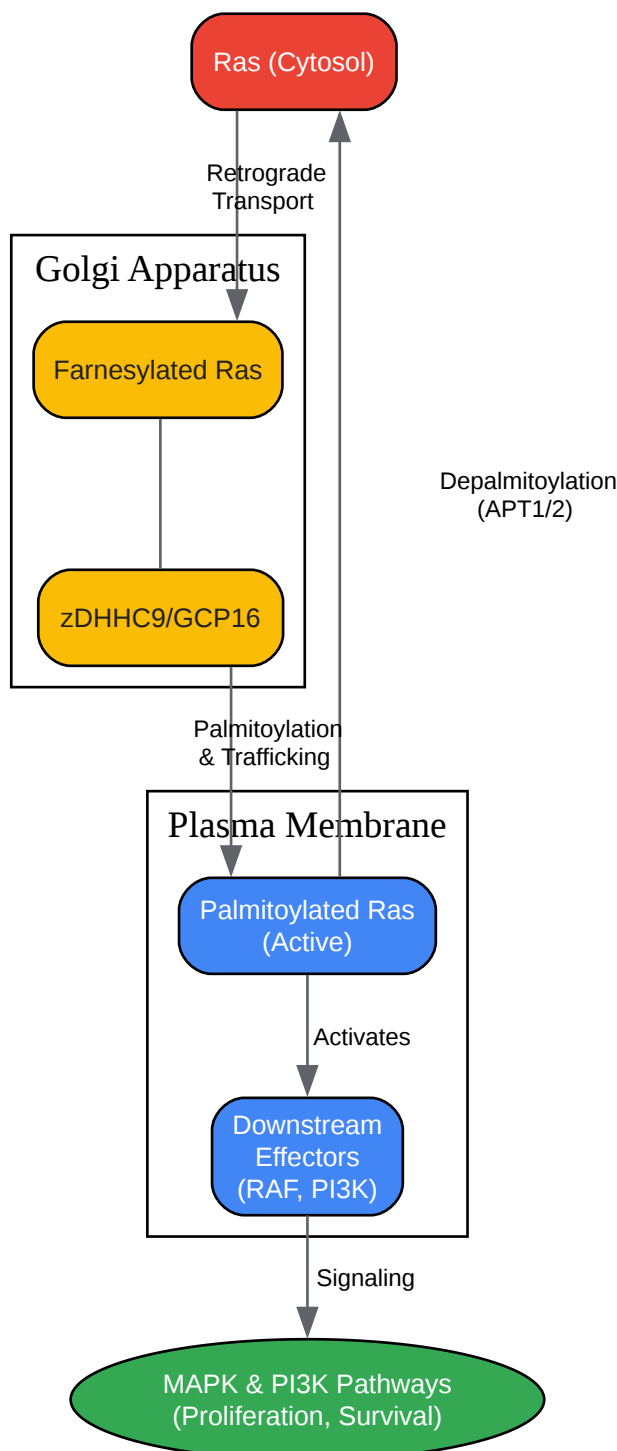 Ras (Cytosol)
Retrograde
Transport
Golgi Apparatus
Farnesylated Ras
Depalmitoylation
(APT1/2)
zDHHC9/GCP16
Palmitoylation
& Trafficking
Plasma Membrane
Palmitoylated Ras
(Active)
Activates
Downstream
Effectors
(RAF, PI3K)
Signaling
MAPK & PI3K Pathways
(Proliferation, Survival)